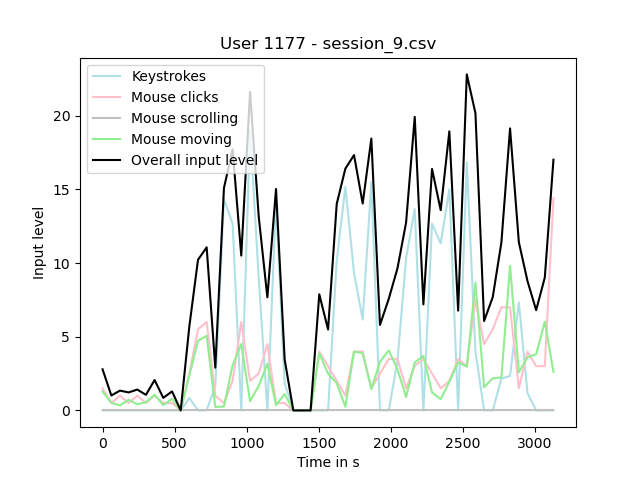 User 1177 - session_9.csv
Keystrokes
Mouse clicks
Mouse scrolling
Mouse moving
Overall input level
Input level
20
15
10
5
0
0 500 1000 1500 2000 2500 3000
Time in s